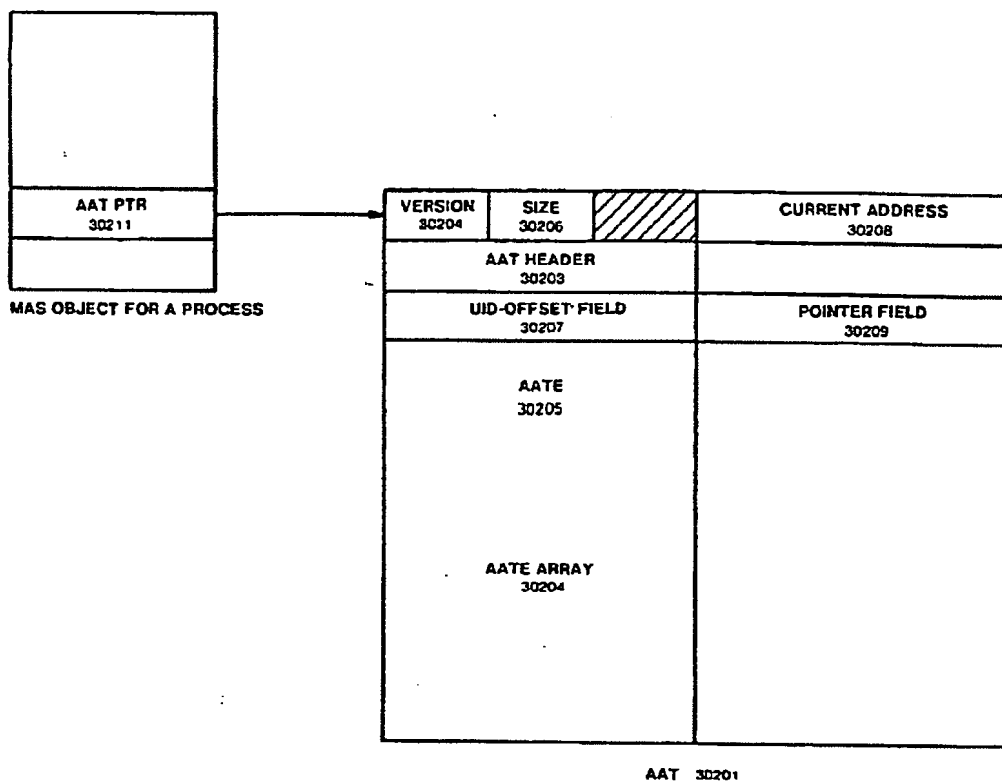 AAT PTR
30211
MAS OBJECT FOR A PROCESS
VERSION
30204
SIZE
30206
CURRENT ADDRESS
30208
AAT HEADER
30203
UID-OFFSET FIELD
30207
POINTER FIELD
30209
AATE
30205
AATE ARRAY
30204
AAT 30201